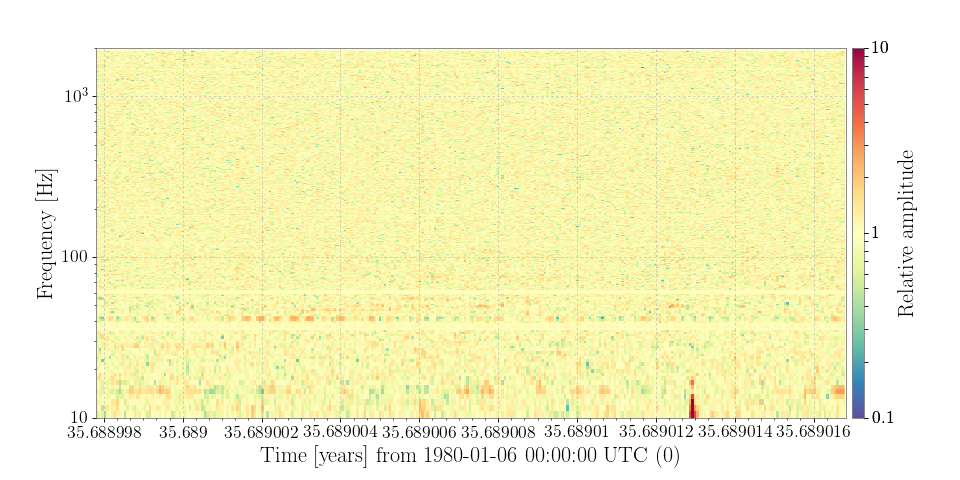 10³
100
10
Frequency [Hz]
35.688998 35.689 35.689002 35.689004 35.689006 35.689008 35.68901 35.689012 35.689014 35.689016
Time [years] from 1980-01-06 00:00:00 UTC (0)
10
1
0.1
Relative amplitude